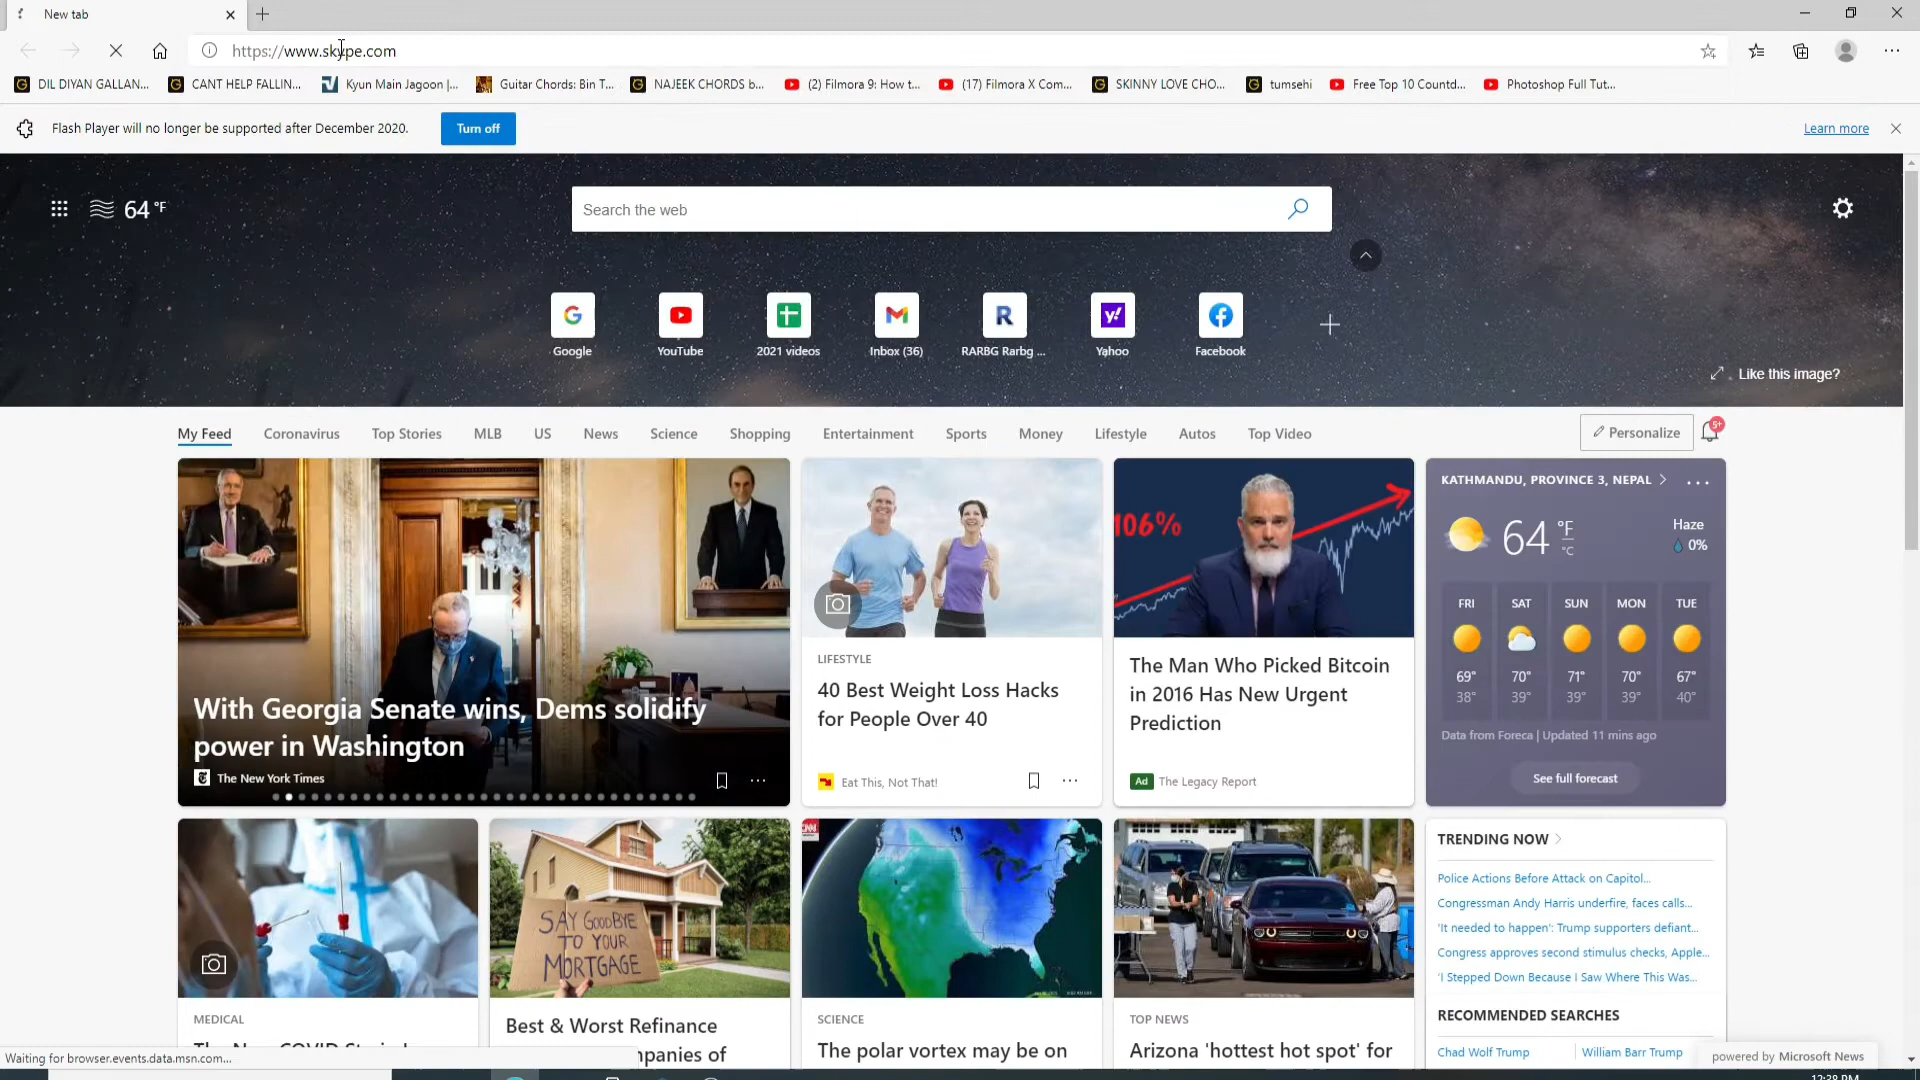 New tab
https://www.skype.com
DIL DIYAN GALLAN...
CANT HELP FALLIN...
Kyun Main Jagoon |...
Guitar Chords: Bin T...
NAJEEK CHORDS b...
(2) Filmora 9: How t...
(17) Filmora X Com...
SKINNY LOVE CHO...
tumsehi
Free Top 10 Countd...
Photoshop Full Tut...
Flash Player will no longer be supported after December 2020.
Turn off
Learn more
64 °F
Search the web
Google
YouTube
2021 videos
Inbox (36)
RARBG Rarbg ...
Yahoo
Facebook
Like this image?
My Feed
Coronavirus
Top Stories
MLB
US
News
Science
Shopping
Entertainment
Sports
Money
Lifestyle
Autos
Top Video
Personalize
5+
With Georgia Senate wins, Dems solidify
power in Washington
The New York Times
LIFESTYLE
40 Best Weight Loss Hacks
for People Over 40
Eat This, Not That!
106%
The Man Who Picked Bitcoin
in 2016 Has New Urgent
Prediction
Ad The Legacy Report
KATHMANDU, PROVINCE 3, NEPAL
64 °F
°C
Haze
0%
FRI SAT SUN MON TUE
69° 70° 71° 70° 67°
38° 39° 39° 39° 40°
Data from Foreca | Updated 11 mins ago
See full forecast
MEDICAL
SAY GOODBYE
TO YOUR
MORTGAGE
Best & Worst Refinance
mpanies of
CNN
SCIENCE
The polar vortex may be on
TOP NEWS
Arizona 'hottest hot spot' for
TRENDING NOW
Police Actions Before Attack on Capitol...
Congressman Andy Harris underfire, faces calls...
'It needed to happen': Trump supporters defiant...
Congress approves second stimulus checks, Apple...
'I Stepped Down Because I Saw Where This Was...
RECOMMENDED SEARCHES
Chad Wolf Trump
William Barr Trump
powered by Microsoft News
Waiting for browser.events.data.msn.com...
12:38 PM